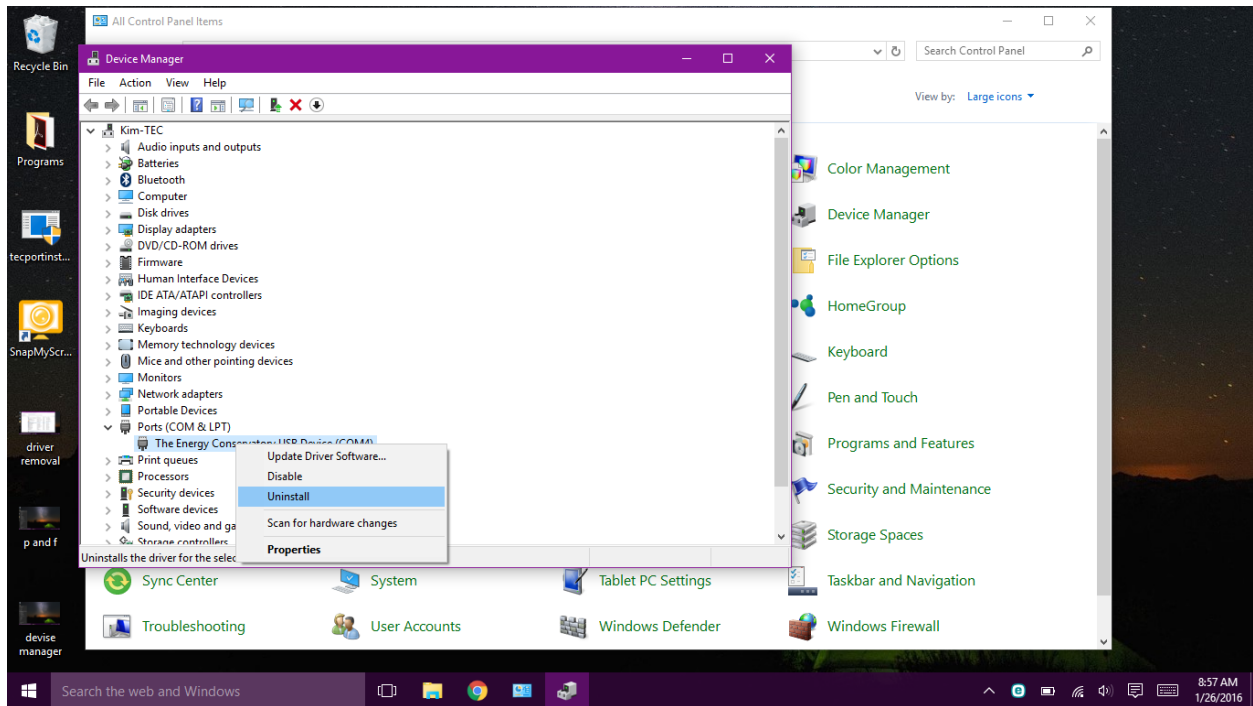 Recycle Bin
Programs
tecportinst...
SnapMyScr...
driver
removal
p and f
devise
manager
All Control Panel Items
Search Control Panel
View by: Large icons
Device Manager
File Action View Help
Kim-TEC
Audio inputs and outputs
Batteries
Bluetooth
Computer
Disk drives
Display adapters
DVD/CD-ROM drives
Firmware
Human Interface Devices
IDE ATA/ATAPI controllers
Imaging devices
Keyboards
Memory technology devices
Mice and other pointing devices
Monitors
Network adapters
Portable Devices
Ports (COM & LPT)
The Energy Conservatory USB Device (COM4)
Print queues
Processors
Security devices
Software devices
Sound, video and ga
Storage controllers
Uninstalls the driver for the selec
Update Driver Software...
Disable
Uninstall
Scan for hardware changes
Properties
Color Management
Device Manager
File Explorer Options
HomeGroup
Keyboard
Pen and Touch
Programs and Features
Security and Maintenance
Storage Spaces
Sync Center System Tablet PC Settings Taskbar and Navigation
Troubleshooting User Accounts Windows Defender Windows Firewall
Search the web and Windows
8:57 AM
1/26/2016